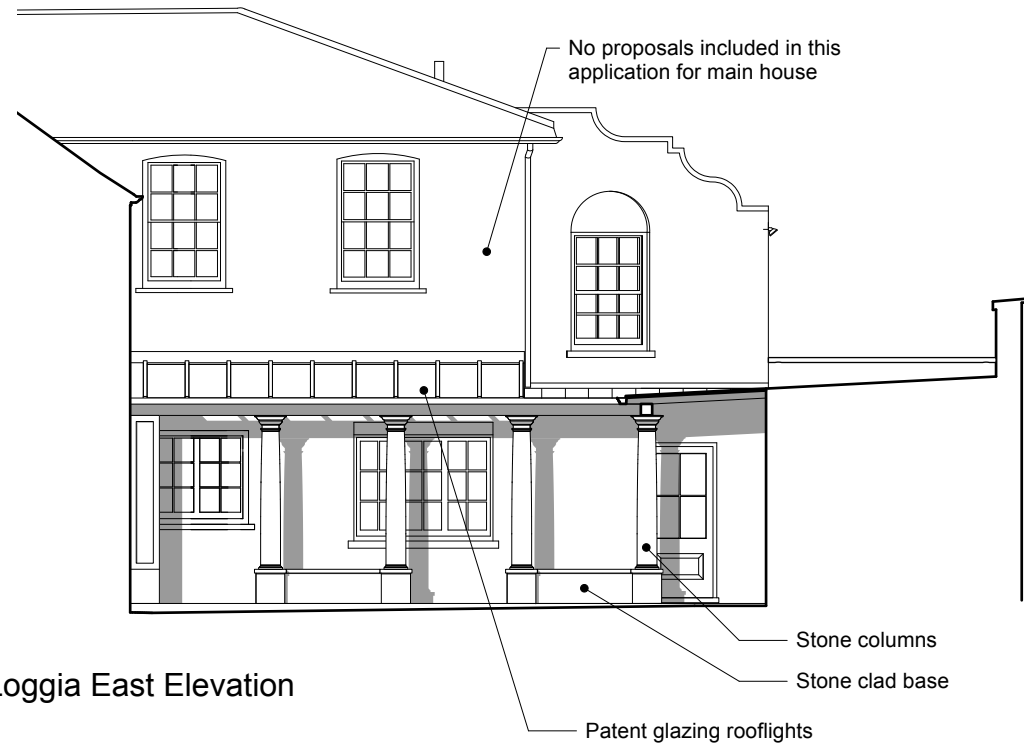 No proposals included in this
application for main house
Stone columns
Stone clad base
Loggia East Elevation
Patent glazing rooflights